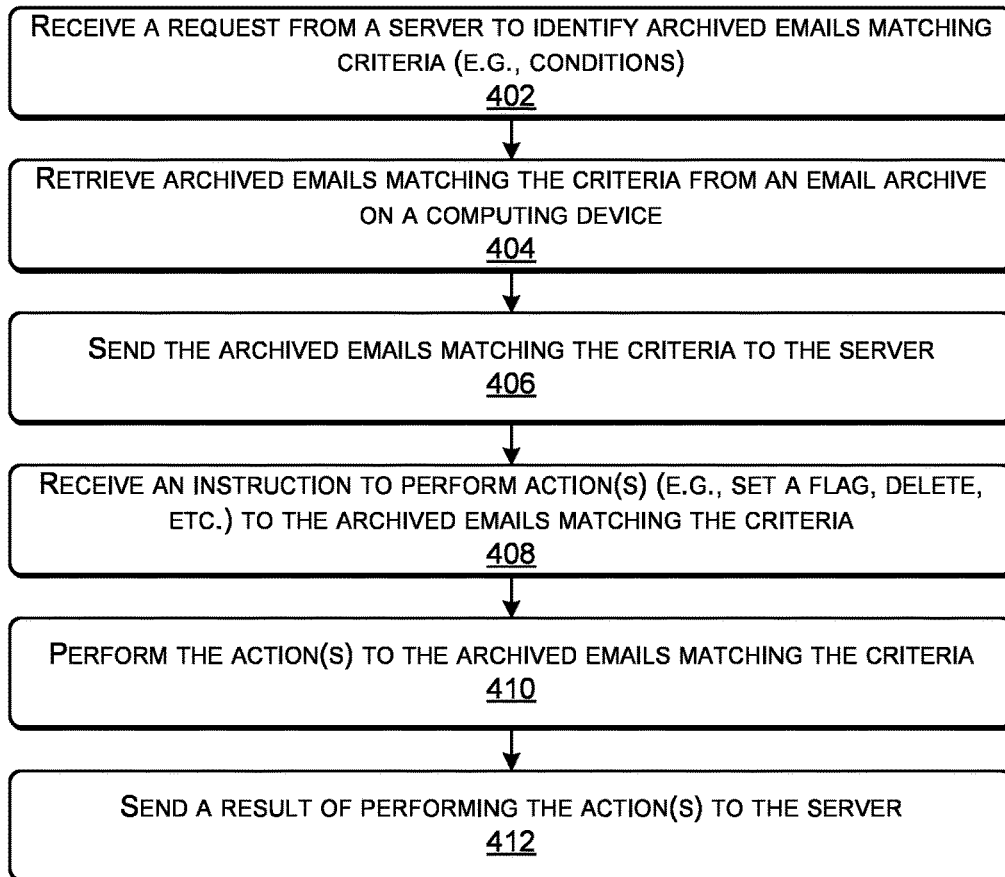 RECEIVE A REQUEST FROM A SERVER TO IDENTIFY ARCHIVED EMAILS MATCHING
CRITERIA (E.G., CONDITIONS)
402
RETRIEVE ARCHIVED EMAILS MATCHING THE CRITERIA FROM AN EMAIL ARCHIVE
ON A COMPUTING DEVICE
404
SEND THE ARCHIVED EMAILS MATCHING THE CRITERIA TO THE SERVER
406
RECEIVE AN INSTRUCTION TO PERFORM ACTION(S) (E.G., SET A FLAG, DELETE,
ETC.) TO THE ARCHIVED EMAILS MATCHING THE CRITERIA
408
PERFORM THE ACTION(S) TO THE ARCHIVED EMAILS MATCHING THE CRITERIA
410
SEND A RESULT OF PERFORMING THE ACTION(S) TO THE SERVER
412